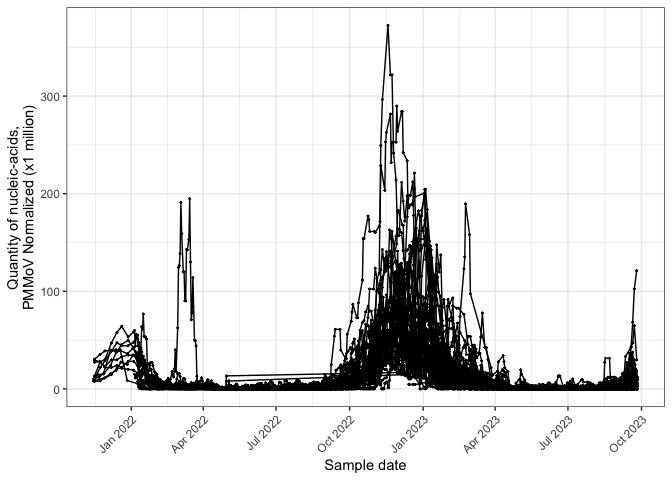 Quantity of nucleic-acids,
PMMoV Normalized (x1 million)
300
200
100
0
Jan 2022
Apr 2022
Jul 2022
Oct 2022
Jan 2023
Apr 2023
Jul 2023
Oct 2023
Sample date